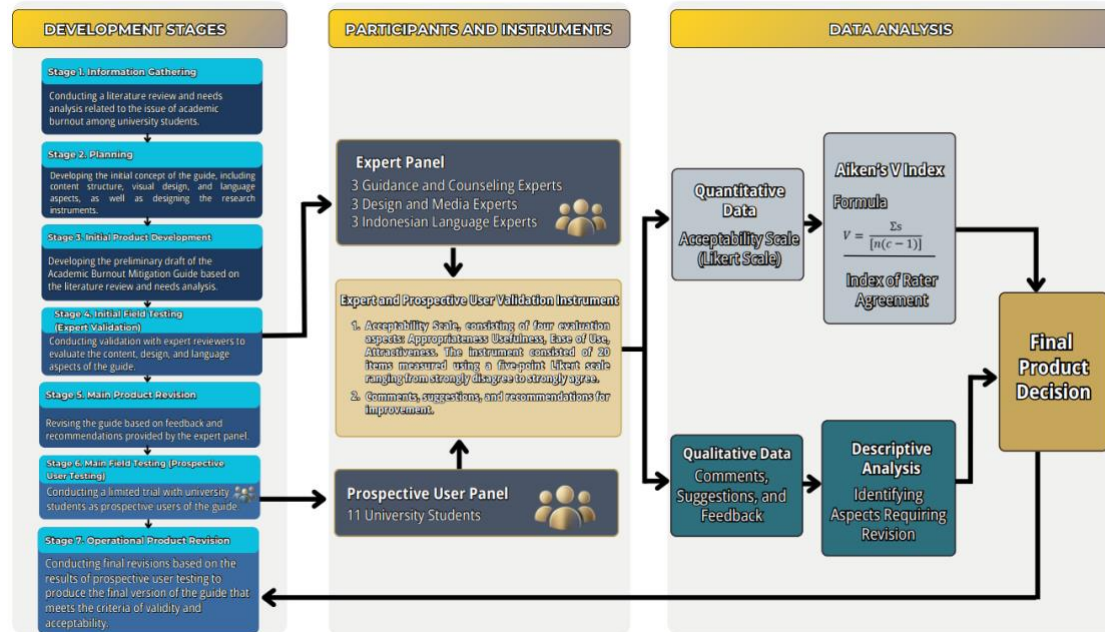 DEVELOPMENT STAGES
Stage 1. Information Gathering
Conducting a literature review and needs
analysis related to the issue of academic
burnout among university students.
Stage 2. Planning
Developing the initial concept of the guide, including
content structure, visual design, and language
aspects, as well as designing the research
instruments.
Stage 3. Initial Product Development
Developing the preliminary draft of the
Academic Burnout Mitigation Guide based on
the literature review and needs analysis.
Stage 4. Initial Field Testing
(Expert Validation)
Conducting validation with expert reviewers to
evaluate the content, design, and language
aspects of the guide.
Stage 5. Main Product Revision
Revising the guide based on feedback and
recommendations provided by the expert panel.
Stage 6. Main Field Testing (Prospective
User Testing)
Conducting a limited trial with university
students as prospective users of the guide.
Stage 7. Operational Product Revision
Conducting final revisions based on the
results of prospective user testing to
produce the final version of the guide that
meets the criteria of validity and
acceptability.
PARTICIPANTS AND INSTRUMENTS
Expert Panel
3 Guidance and Counseling Experts
3 Design and Media Experts
3 Indonesian Language Experts
Expert and Prospective User Validation Instrument
1. Acceptability Scale, consisting of four evaluation
aspects: Appropriateness Usefulness, Ease of Use,
Attractiveness. The instrument consisted of 20
items measured using a five-point Likert scale
ranging from strongly disagree to strongly agree.
2. Comments, suggestions, and recommendations for
improvement.
Prospective User Panel
11 University Students
DATA ANALYSIS
Quantitative
Data
Acceptability Scale
(Likert Scale)
Aiken's V Index
Formula
V = Σs / [n(c − 1)]
Index of Rater
Agreement
Qualitative Data
Comments,
Suggestions, and
Feedback
Descriptive
Analysis
Identifying
Aspects Requiring
Revision
Final
Product
Decision